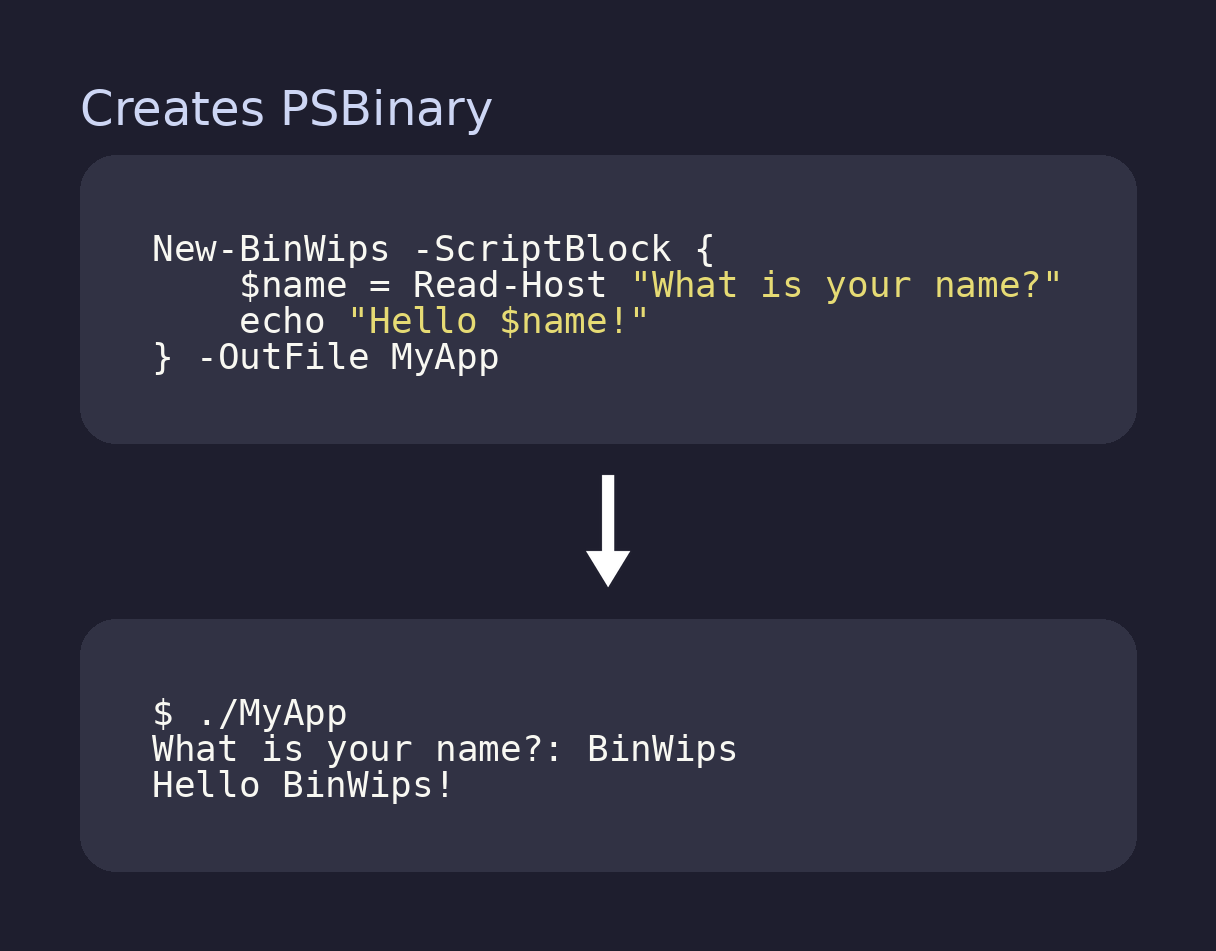 Creates PSBinary
New-BinWips -ScriptBlock {
    $name = Read-Host "What is your name?"
    echo "Hello $name!"
} -OutFile MyApp
$ ./MyApp
What is your name?: BinWips
Hello BinWips!